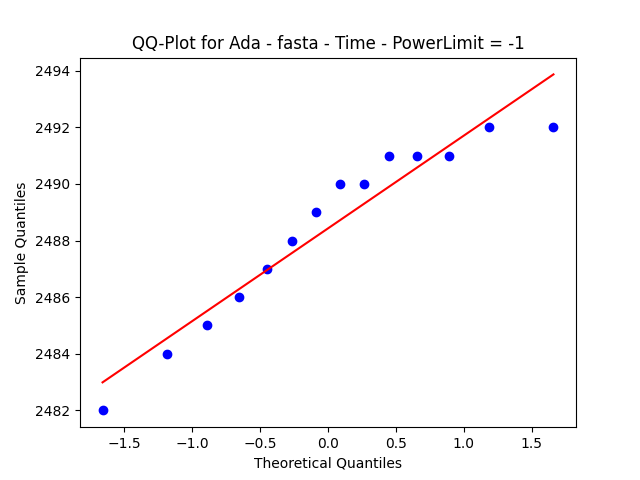 QQ-Plot for Ada - fasta - Time - PowerLimit = -1
2494
2492
2490
2488
2486
2484
2482
Sample Quantiles
−1.5 −1.0 −0.5 0.0 0.5 1.0 1.5
Theoretical Quantiles